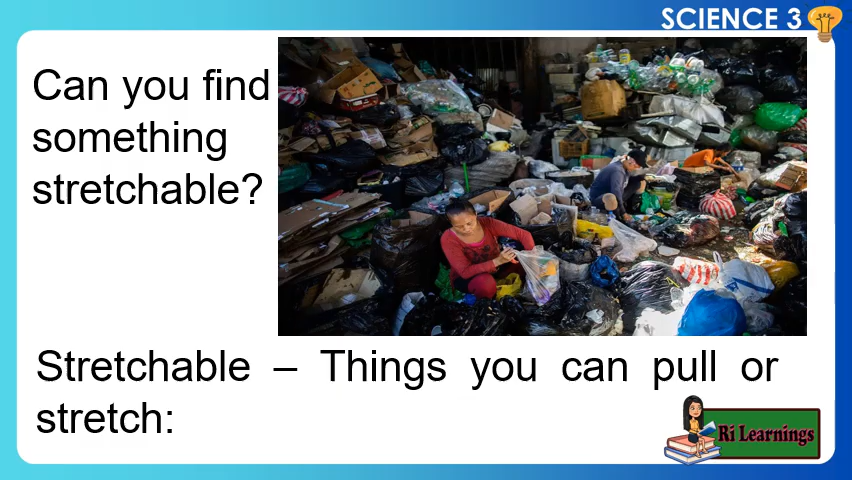 SCIENCE 3
Can you find
something
stretchable?
Stretchable – Things you can pull or
stretch:
Ri Learnings